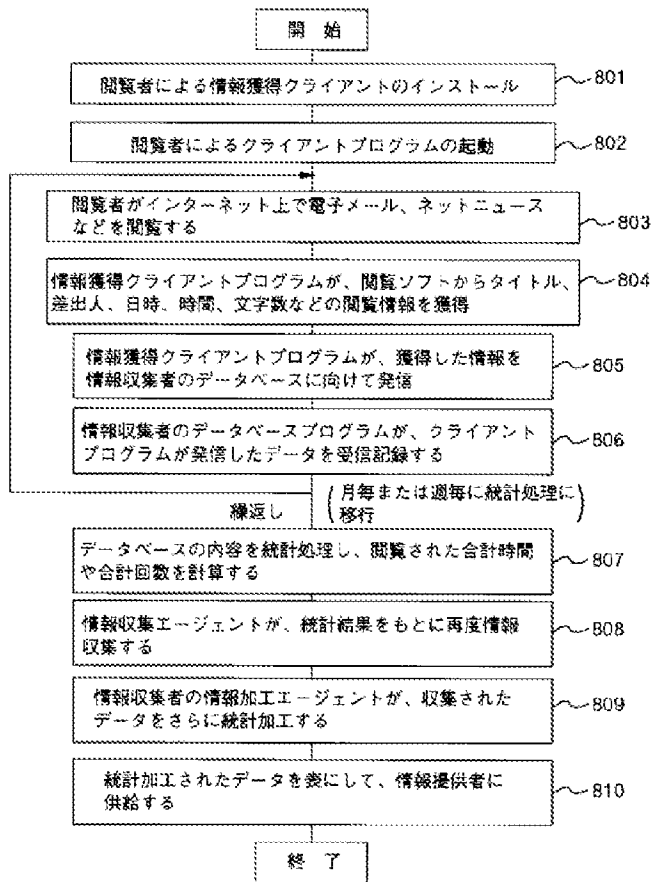 開 始
閲覧者による情報獲得クライアントのインストール
801
閲覧者によるクライアントプログラムの起動
802
閲覧者がインターネット上で電子メール、ネットニュース
などを閲覧する
803
情報獲得クライアントプログラムが、閲覧ソフトからタイトル、
差出人、日時、時間、文字数などの閲覧情報を獲得
804
情報獲得クライアントプログラムが、獲得した情報を
情報収集者のデータベースに向けて発信
805
情報収集者のデータベースプログラムが、クライアント
プログラムが発信したデータを受信記録する
806
繰返し
(月毎または週毎に統計処理に
移行)
データベースの内容を統計処理し、閲覧された合計時間
や合計回数を計算する
807
情報収集エージェントが、統計結果をもとに再度情報
収集する
808
情報収集者の情報加工エージェントが、収集された
データをさらに統計加工する
809
統計加工されたデータを表にして、情報提供者に
供給する
810
終 了